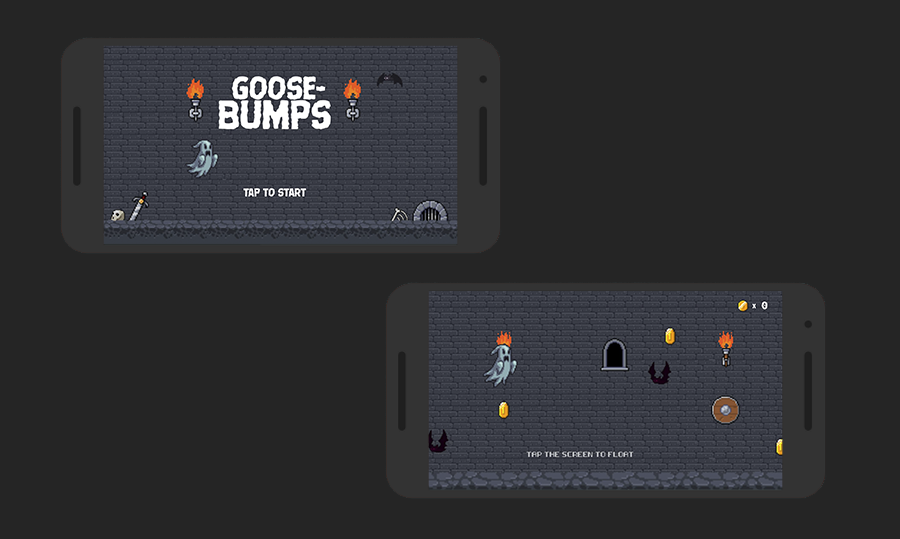 GOOSE-
BUMPS
TAP TO START
x 0
TAP THE SCREEN TO FLOAT